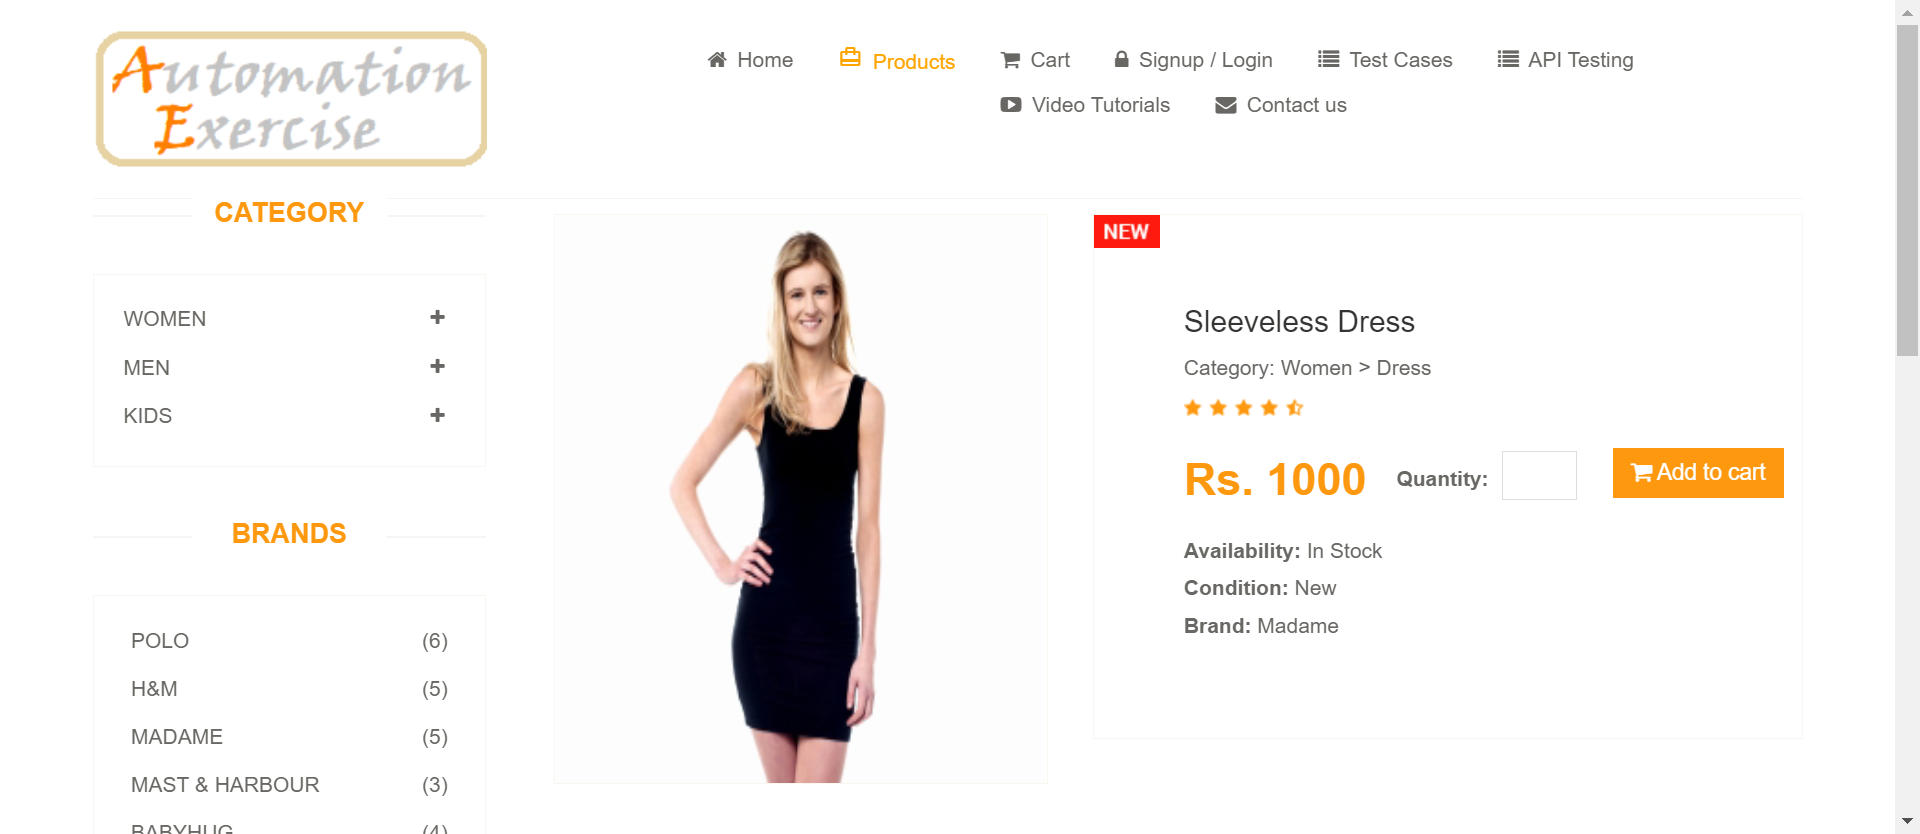 Automation
Exercise
Home
Products
Cart
Signup / Login
Test Cases
API Testing
Video Tutorials
Contact us
CATEGORY
WOMEN
MEN
KIDS
BRANDS
POLO (6)
H&M (5)
MADAME (5)
MAST & HARBOUR (3)
BABYHUG (4)
NEW
Sleeveless Dress
Category: Women > Dress
Rs. 1000 Quantity: Add to cart
Availability: In Stock
Condition: New
Brand: Madame